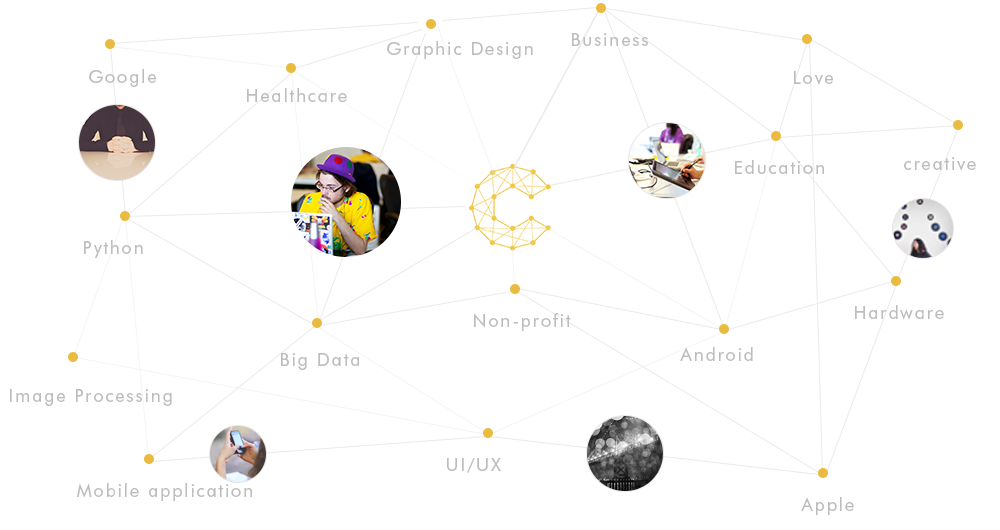 Graphic Design
Business
Google
Love
Healthcare
Education
creative
Python
Non-profit
Hardware
Big Data
Android
Image Processing
UI/UX
Mobile application
Apple